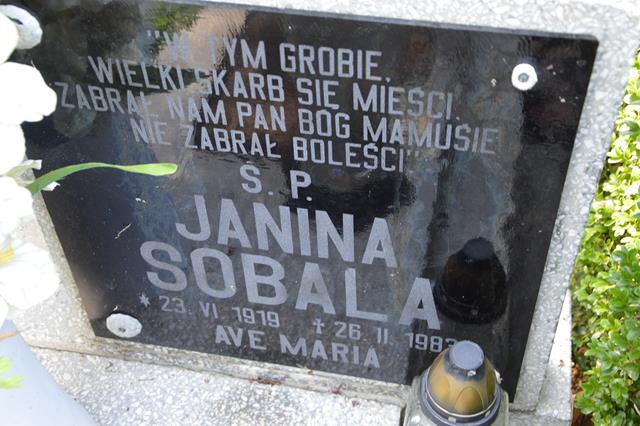 "W TYM GROBIE,
WIELKI SKARB SIĘ MIEŚCI,
ZABRAŁ NAM PAN BÓG MAMUSIE
NIE ZABRAŁ BOLEŚCI"
Ś. P.
JANINA
SOBALA
* 23. VI 1919 † 26. II. 1983
AVE MARIA